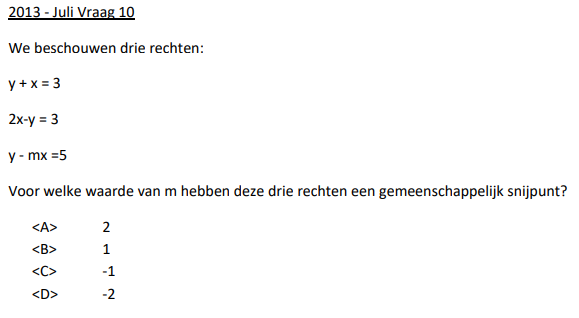 2013 - Juli Vraag 10
We beschouwen drie rechten:
y + x = 3
2x-y = 3
y - mx =5
Voor welke waarde van m hebben deze drie rechten een gemeenschappelijk snijpunt?
<A> 2
<B> 1
<C> -1
<D> -2